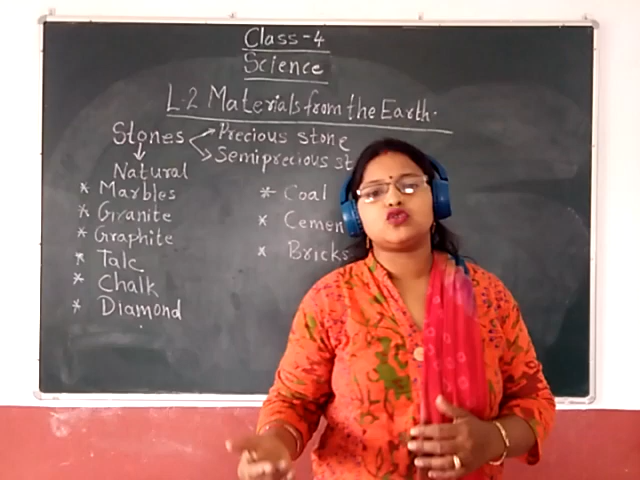 Class-4
Science
L.2 Materials from the Earth.
Stones
Precious stone
Semiprecious st
Natural
* Marbles
* Granite
* Graphite
* Talc
* Chalk
* Diamond
* Coal
* Cemen
* Bricks